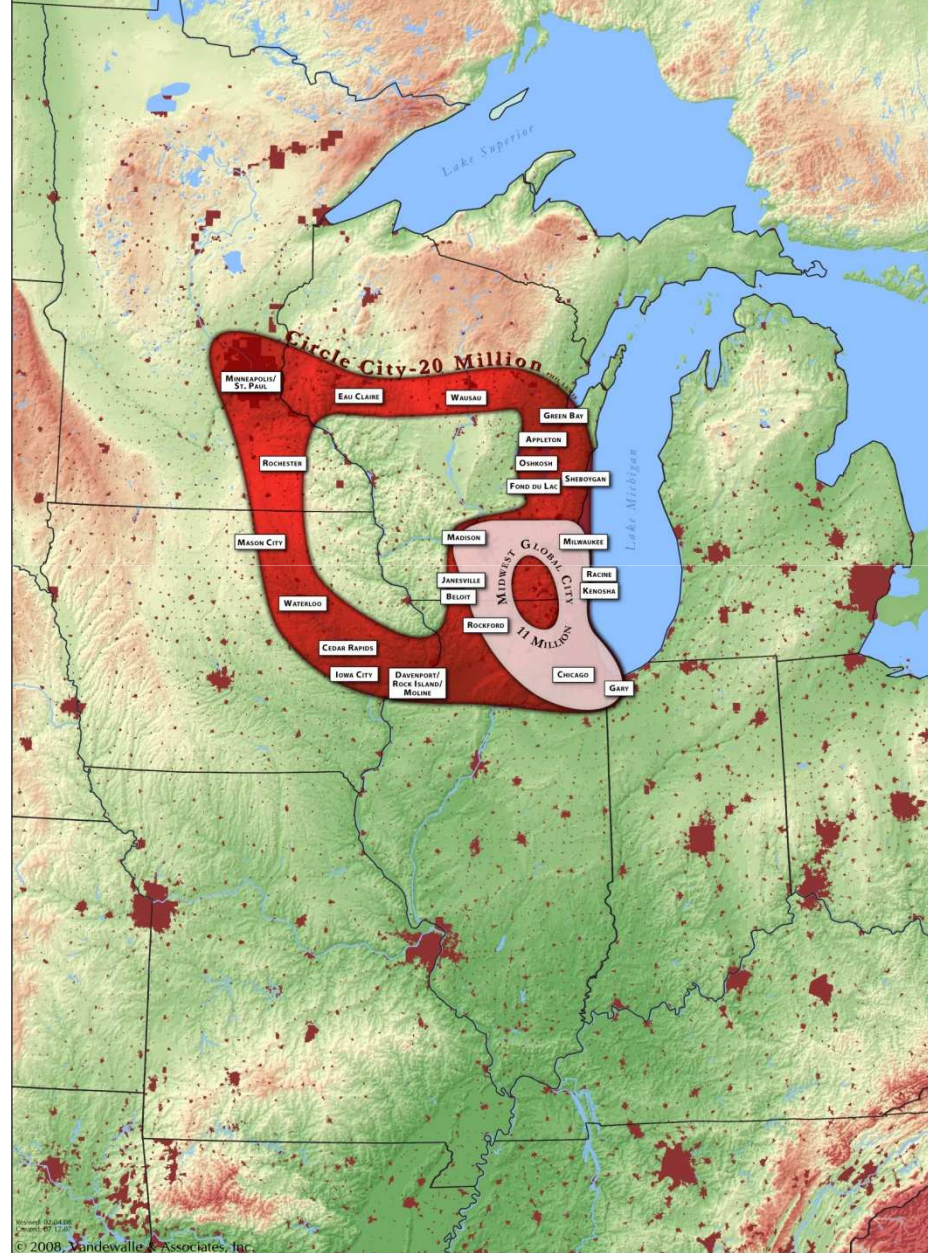 Lake Superior
Circle City-20 Million
MINNEAPOLIS/
ST. PAUL
EAU CLAIRE
WAUSAU
GREEN BAY
APPLETON
ROCHESTER
OSHKOSH
SHEBOYGAN
FOND DU LAC
Lake Michigan
MASON CITY
MADISON
MILWAUKEE
MIDWEST GLOBAL CITY
11 MILLION
JANESVILLE
RACINE
BELOIT
KENOSHA
WATERLOO
ROCKFORD
CEDAR RAPIDS
IOWA CITY
DAVENPORT/
ROCK ISLAND/
MOLINE
CHICAGO
GARY
© 2008, Vandewalle & Associates, Inc.